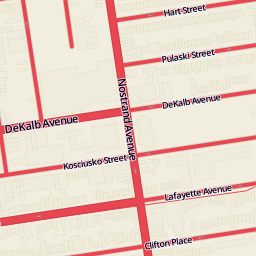 Hart Street
Pulaski Street
DeKalb Avenue
DeKalb Avenue
Nostrand Avenue
Kosciusko Street
Lafayette Avenue
Clifton Place